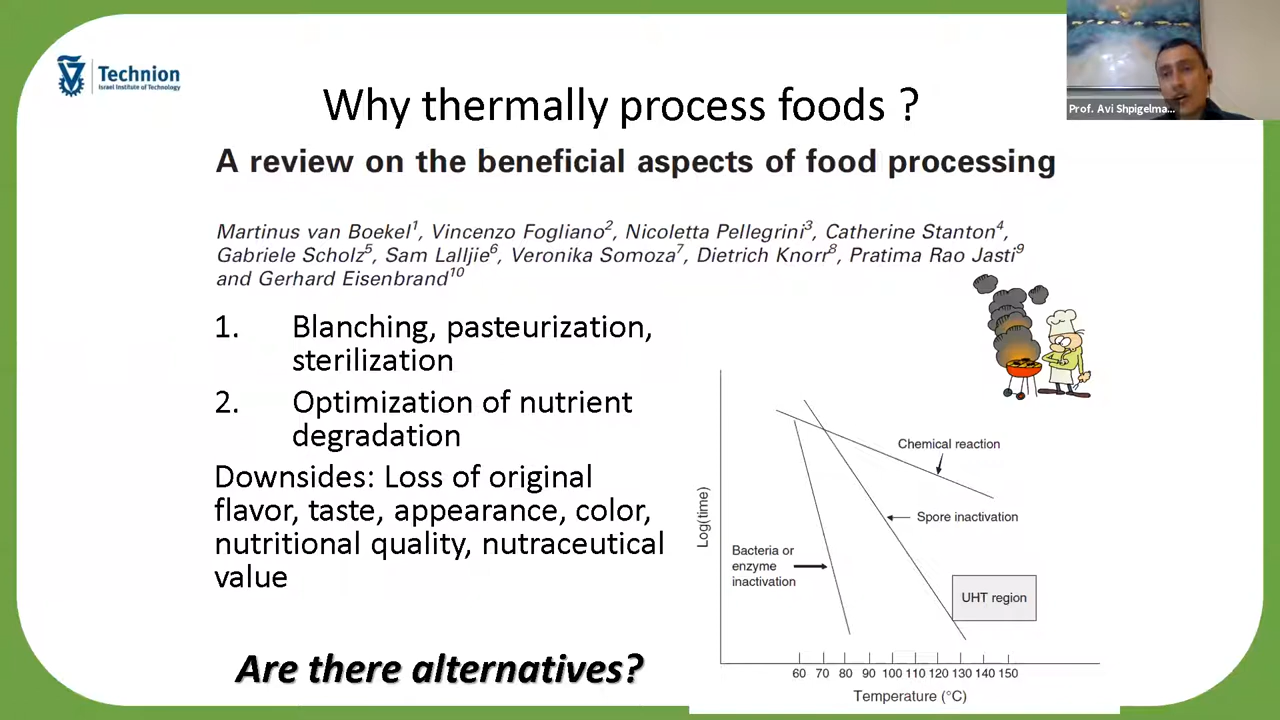 Technion
Israel Institute of Technology
Prof. Avi Shpigelma...
Why thermally process foods ?
A review on the beneficial aspects of food processing
Martinus van Boekel1, Vincenzo Fogliano2, Nicoletta Pellegrini3, Catherine Stanton4,
Gabriele Scholz5, Sam Lalljie6, Veronika Somoza7, Dietrich Knorr8, Pratima Rao Jasti9
and Gerhard Eisenbrand10
1. Blanching, pasteurization,
sterilization
2. Optimization of nutrient
degradation
Downsides: Loss of original
flavor, taste, appearance, color,
nutritional quality, nutraceutical
value
Are there alternatives?
Log(time)
Chemical reaction
Spore inactivation
Bacteria or
enzyme
inactivation
UHT region
60 70 80 90 100 110 120 130 140 150
Temperature (°C)